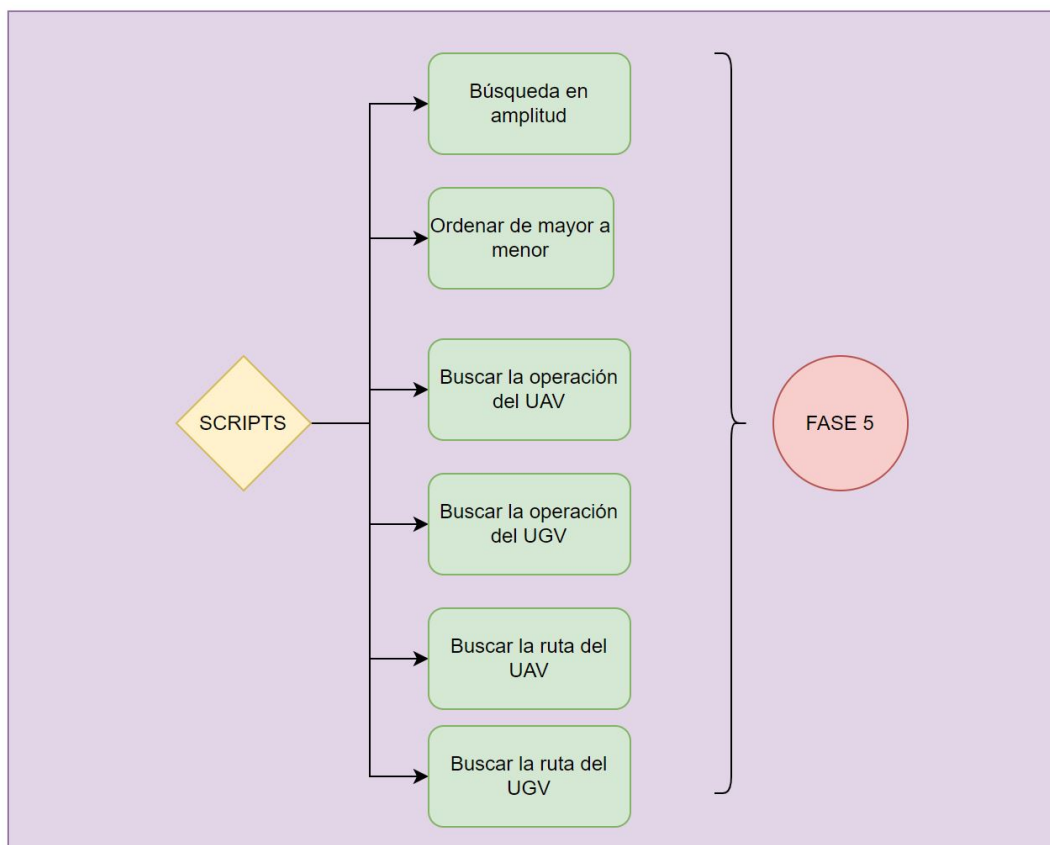 Búsqueda en
amplitud
Ordenar de mayor a
menor
Buscar la operación
del UAV
SCRIPTS
FASE 5
Buscar la operación
del UGV
Buscar la ruta del
UAV
Buscar la ruta del
UGV